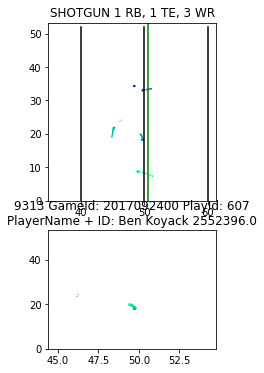 SHOTGUN 1 RB, 1 TE, 3 WR
50
40
30
20
10
0
40 50 60
9313 GameId: 2017092400 PlayId: 607
PlayerName + ID: Ben Koyack 2552396.0
40
20
0
45.0 47.5 50.0 52.5